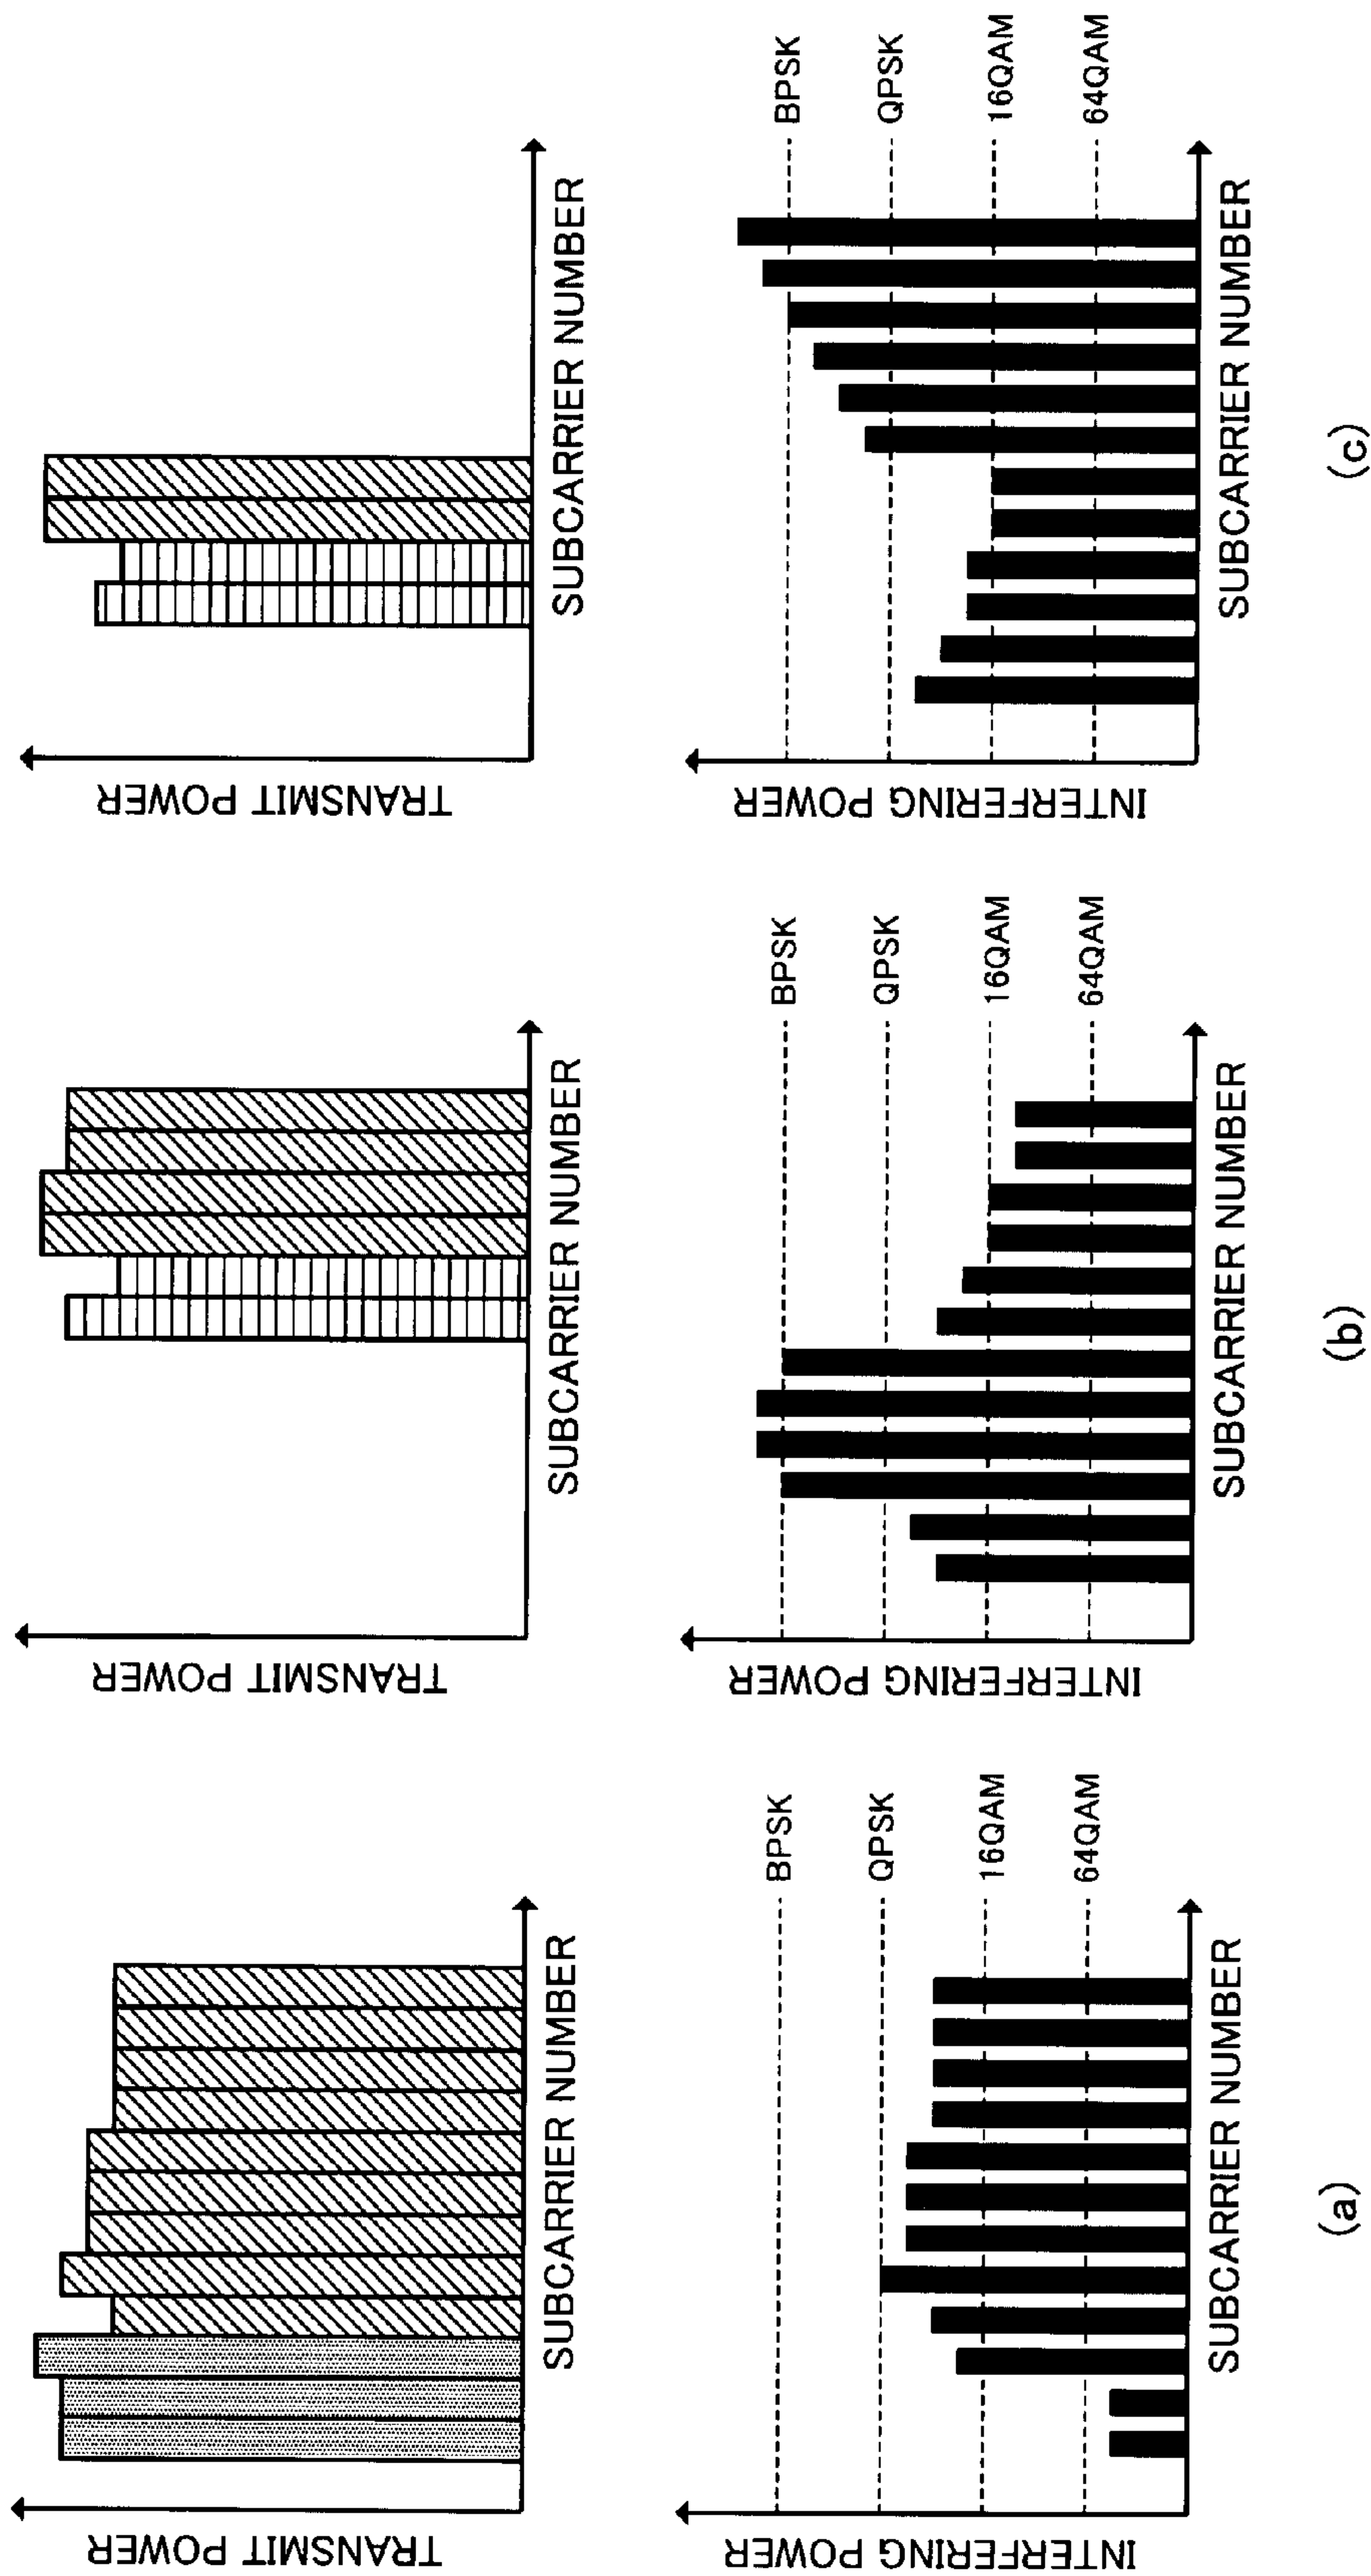 TRANSMIT POWER
SUBCARRIER NUMBER
BPSK
QPSK
16QAM
64QAM
INTERFERING POWER
SUBCARRIER NUMBER
(a)
TRANSMIT POWER
SUBCARRIER NUMBER
BPSK
QPSK
16QAM
64QAM
INTERFERING POWER
SUBCARRIER NUMBER
(b)
TRANSMIT POWER
SUBCARRIER NUMBER
BPSK
QPSK
16QAM
64QAM
INTERFERING POWER
SUBCARRIER NUMBER
(c)